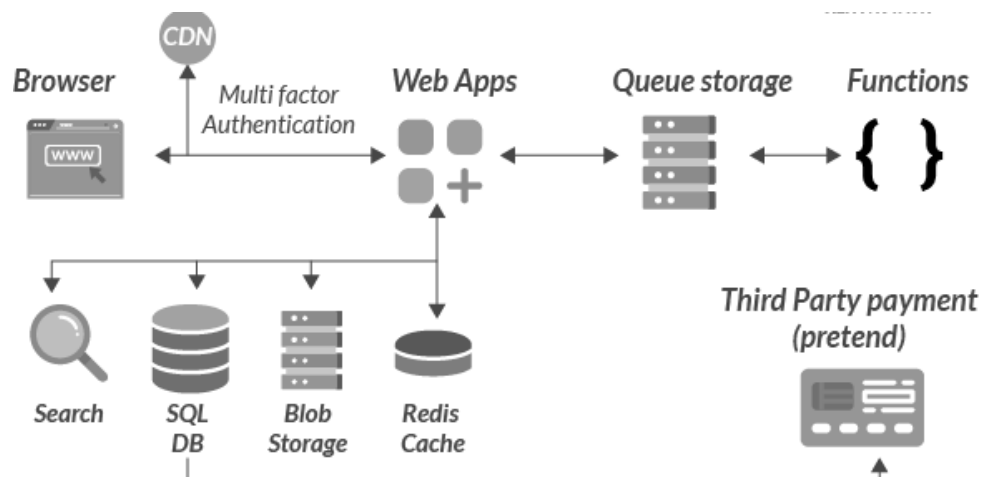 CDN
Browser
Multi factor
Authentication
Web Apps
Queue storage
Functions
WWW
Third Party payment
(pretend)
Search
SQL
DB
Blob
Storage
Redis
Cache